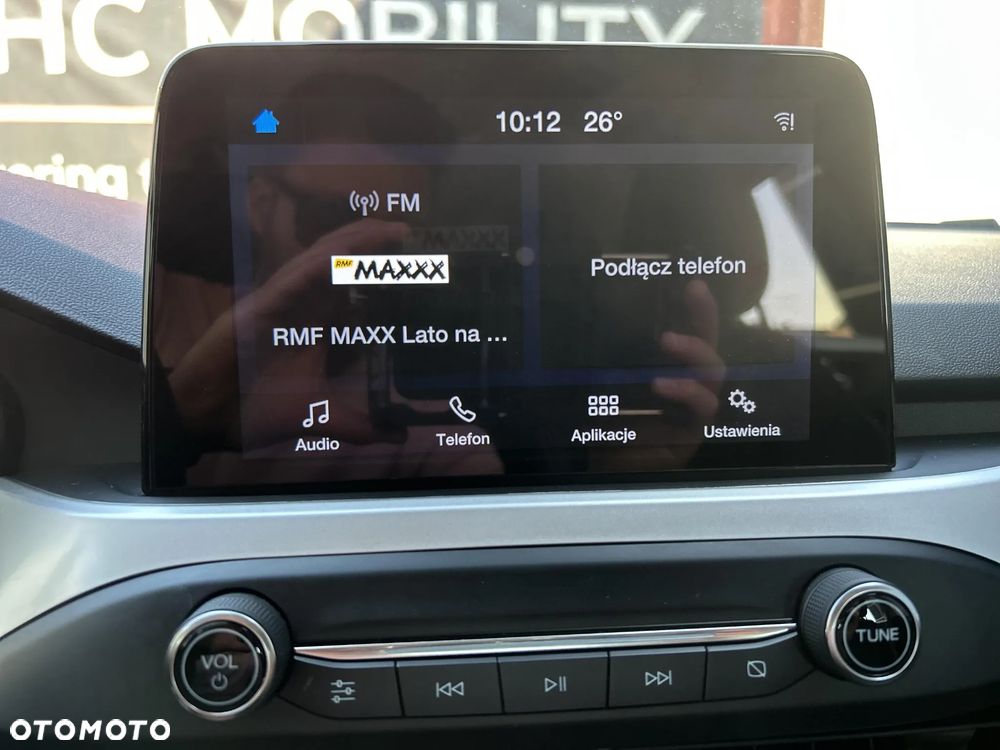 HC MOBILITY
ering t
10:12 26°
FM
RMF MAXXX
Podłącz telefon
RMF MAXX Lato na ...
Audio
Telefon
Aplikacje
Ustawienia
VOL
TUNE
OTOMOTO